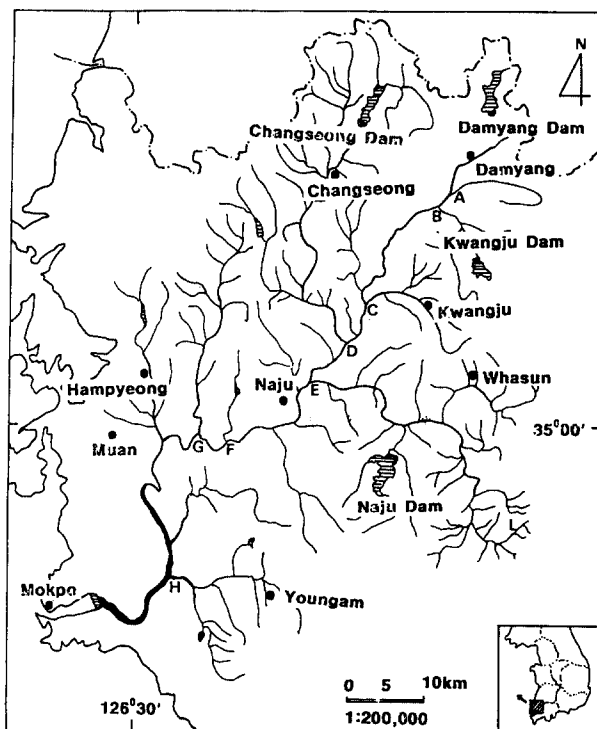 N
Changseong Dam
Damyang Dam
Damyang
Changseong
A
B
Kwangju Dam
C
Kwangju
D
Hampyeong
Naju
E
Whasun
35°00'
Muan
G
F
Naju Dam
Mokpo
H
Youngam
0 5 10km
1:200,000
126°30'